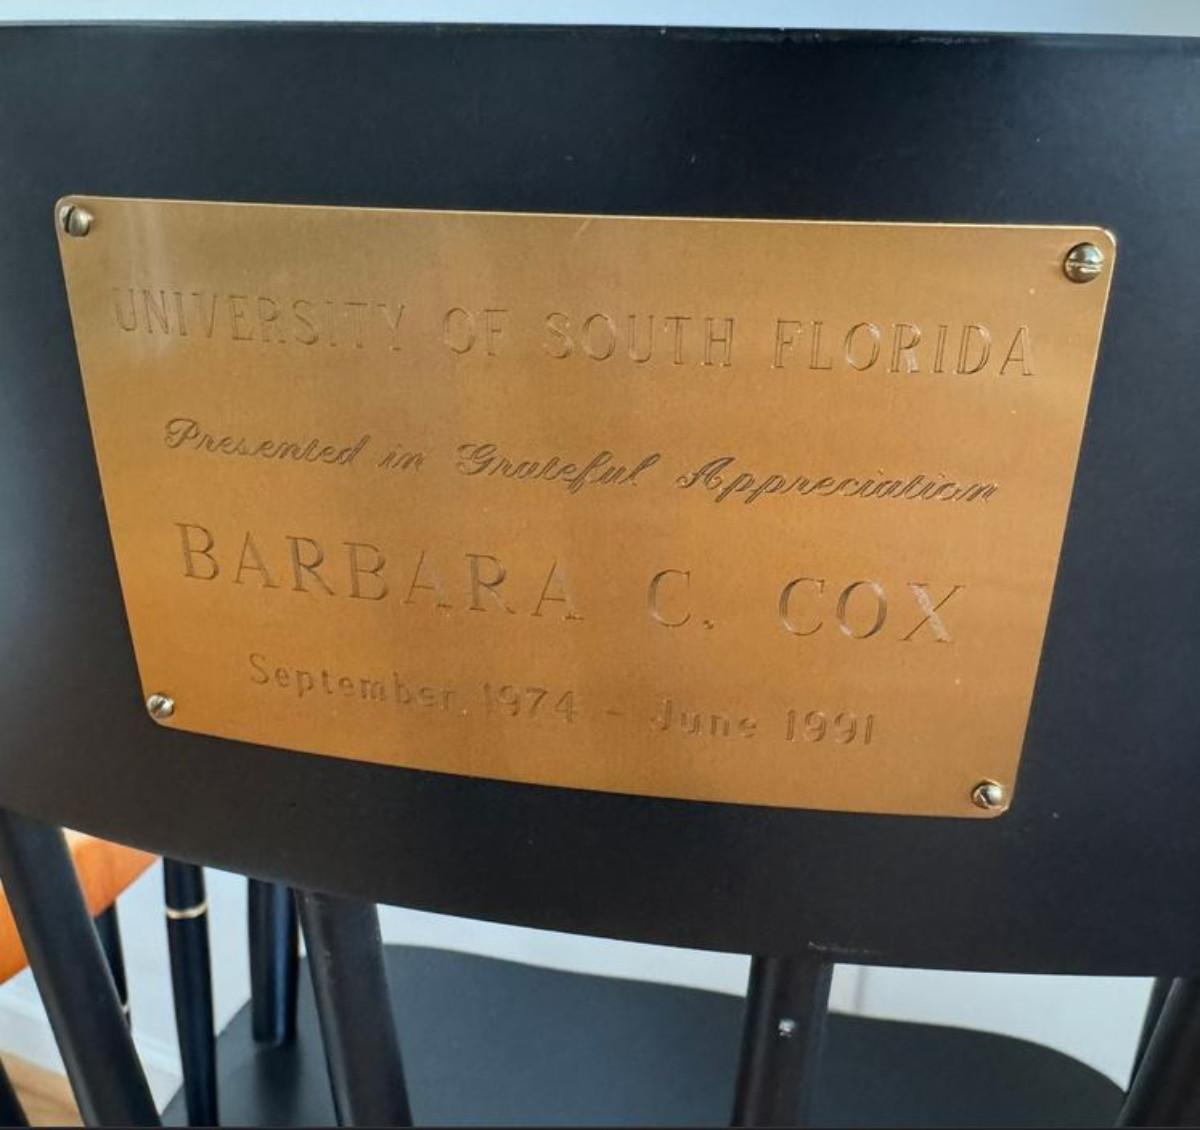 UNIVERSITY OF SOUTH FLORIDA
Presented in Grateful Appreciation
BARBARA C. COX
September, 1974 - June 1991